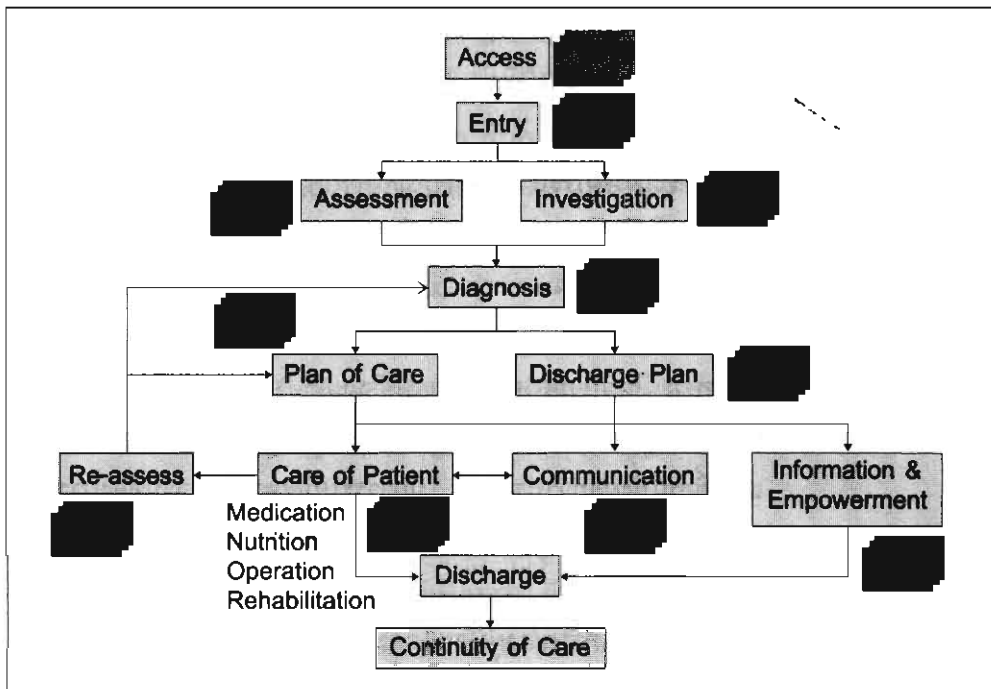 Access
Entry
Assessment
Investigation
Diagnosis
Plan of Care
Discharge Plan
Re-assess
Care of Patient
Communication
Information &
Empowerment
Medication
Nutrition
Operation
Rehabilitation
Discharge
Continuity of Care